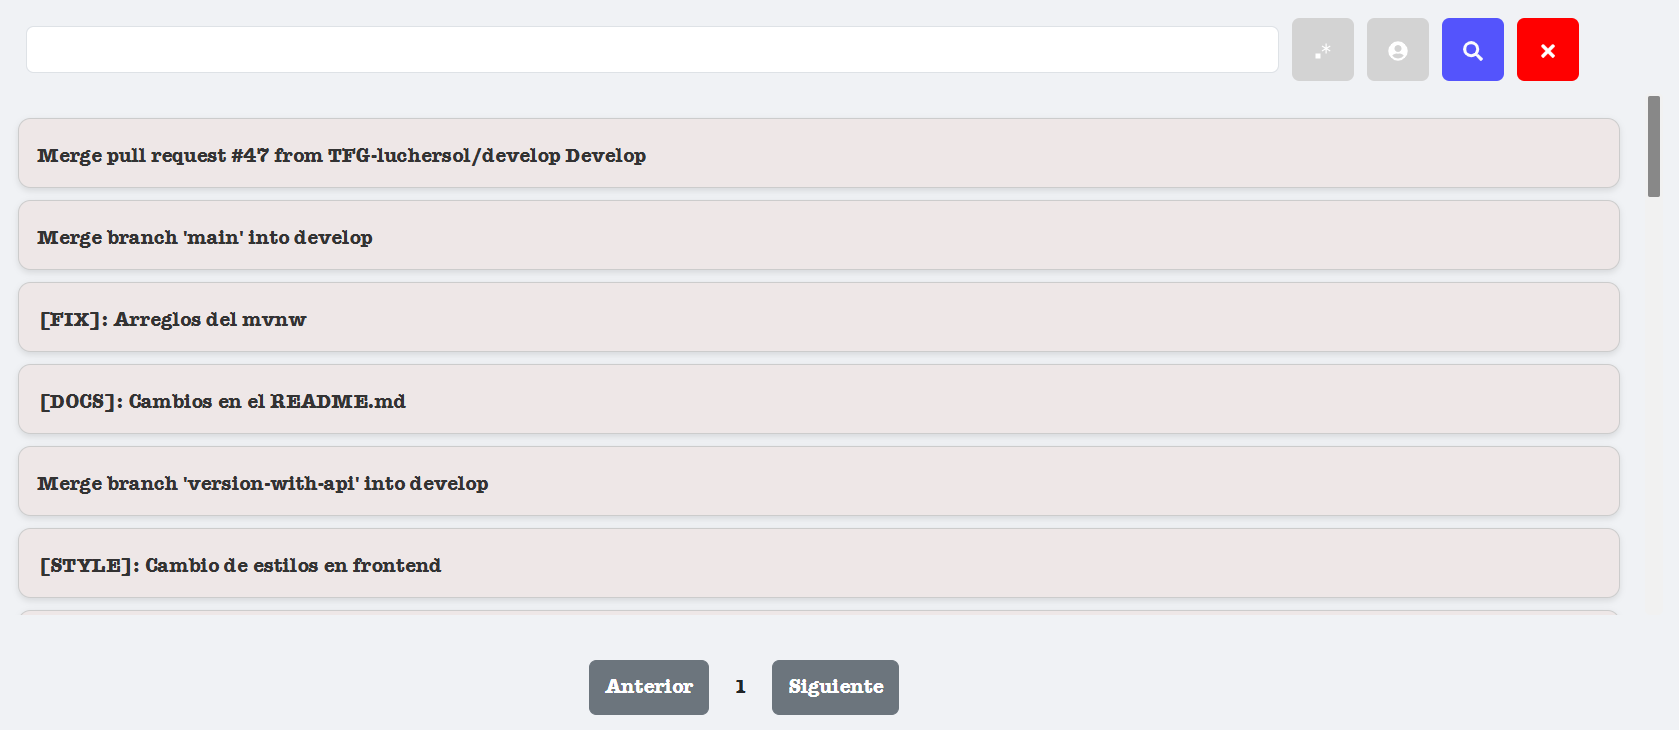 .*
Merge pull request #47 from TFG-luchersol/develop Develop
Merge branch 'main' into develop
[FIX]: Arreglos del mvnw
[DOCS]: Cambios en el README.md
Merge branch 'version-with-api' into develop
[STYLE]: Cambio de estilos en frontend
Anterior 1 Siguiente